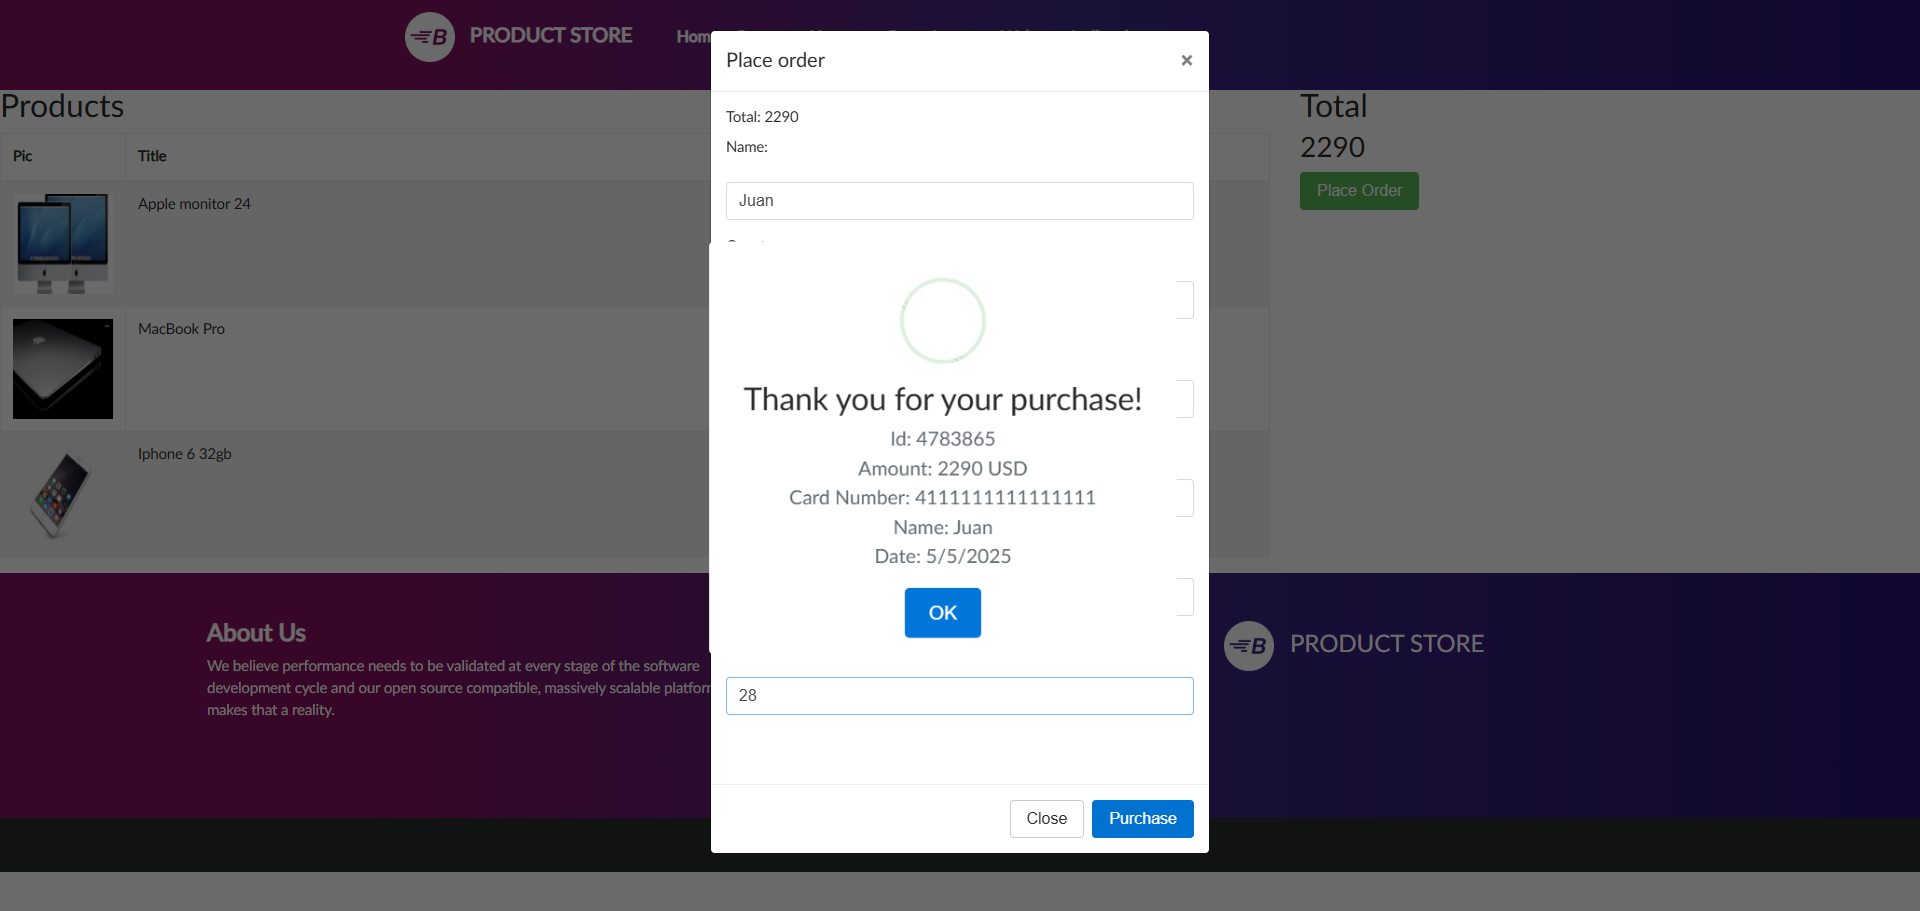 PRODUCT STORE
Hom
Place order
×
Products
Total: 2290
Total
Name:
2290
Pic
Title
Place Order
Juan
Apple monitor 24
MacBook Pro
Thank you for your purchase!
Id: 4783865
Amount: 2290 USD
Iphone 6 32gb
Card Number: 4111111111111111
Name: Juan
Date: 5/5/2025
OK
About Us
We believe performance needs to be validated at every stage of the software
development cycle and our open source compatible, massively scalable platfor
makes that a reality.
PRODUCT STORE
28
Close
Purchase